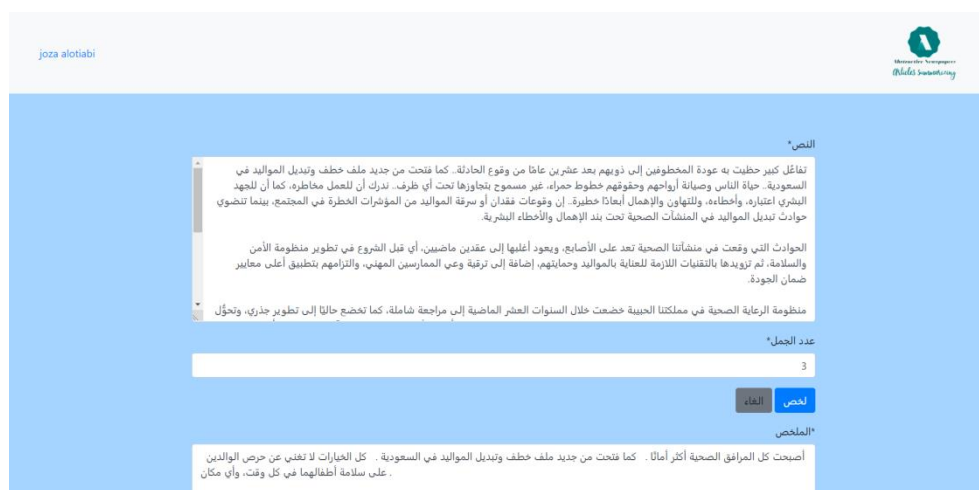 joza alotiabi
Articles summarizing
النص*
تفاعُل كبير حظيت به عودة المخطوفين إلى ذويهم بعد عشرين عامًا من وقوع الحادثة.. كما فتحت من جديد ملف خطف وتبديل المواليد في
السعودية.. حياة الناس وصيانة أرواحهم وحقوقهم خطوط حمراء، غير مسموح بتجاوزها تحت أي ظرف.. ندرك أن للعمل مخاطره، كما أن للجهد
البشري اعتباره، وأخطاءه، وللتهاون والإهمال أبعادًا خطيرة.. إن وقوعات فقدان أو سرقة المواليد من المؤشرات الخطرة في المجتمع، بينما تنضوي
حوادث تبديل المواليد في المنشآت الصحية تحت بند الإهمال والأخطاء البشرية.
الحوادث التي وقعت في منشآتنا الصحية تعد على الأصابع، ويعود أغلبها إلى عقدين ماضيين، أي قبل الشروع في تطوير منظومة الأمن
والسلامة، ثم تزويدها بالتقنيات اللازمة للعناية بالمواليد وحمايتهم، إضافة إلى ترقية وعي الممارسين المهني، والتزامهم بتطبيق أعلى معايير
ضمان الجودة.
منظومة الرعاية الصحية في مملكتنا الحبيبة خضعت خلال السنوات العشر الماضية إلى مراجعة شاملة، كما تخضع حاليًا إلى تطوير جذري، وتحوُّل
عدد الجمل*
3
لخص
الغاء
*الملخص
أصبحت كل المرافق الصحية أكثر أمانًا . كما فتحت من جديد ملف خطف وتبديل المواليد في السعودية . كل الخيارات لا تغني عن حرص الوالدين
على سلامة أطفالهما في كل وقت، وأي مكان .